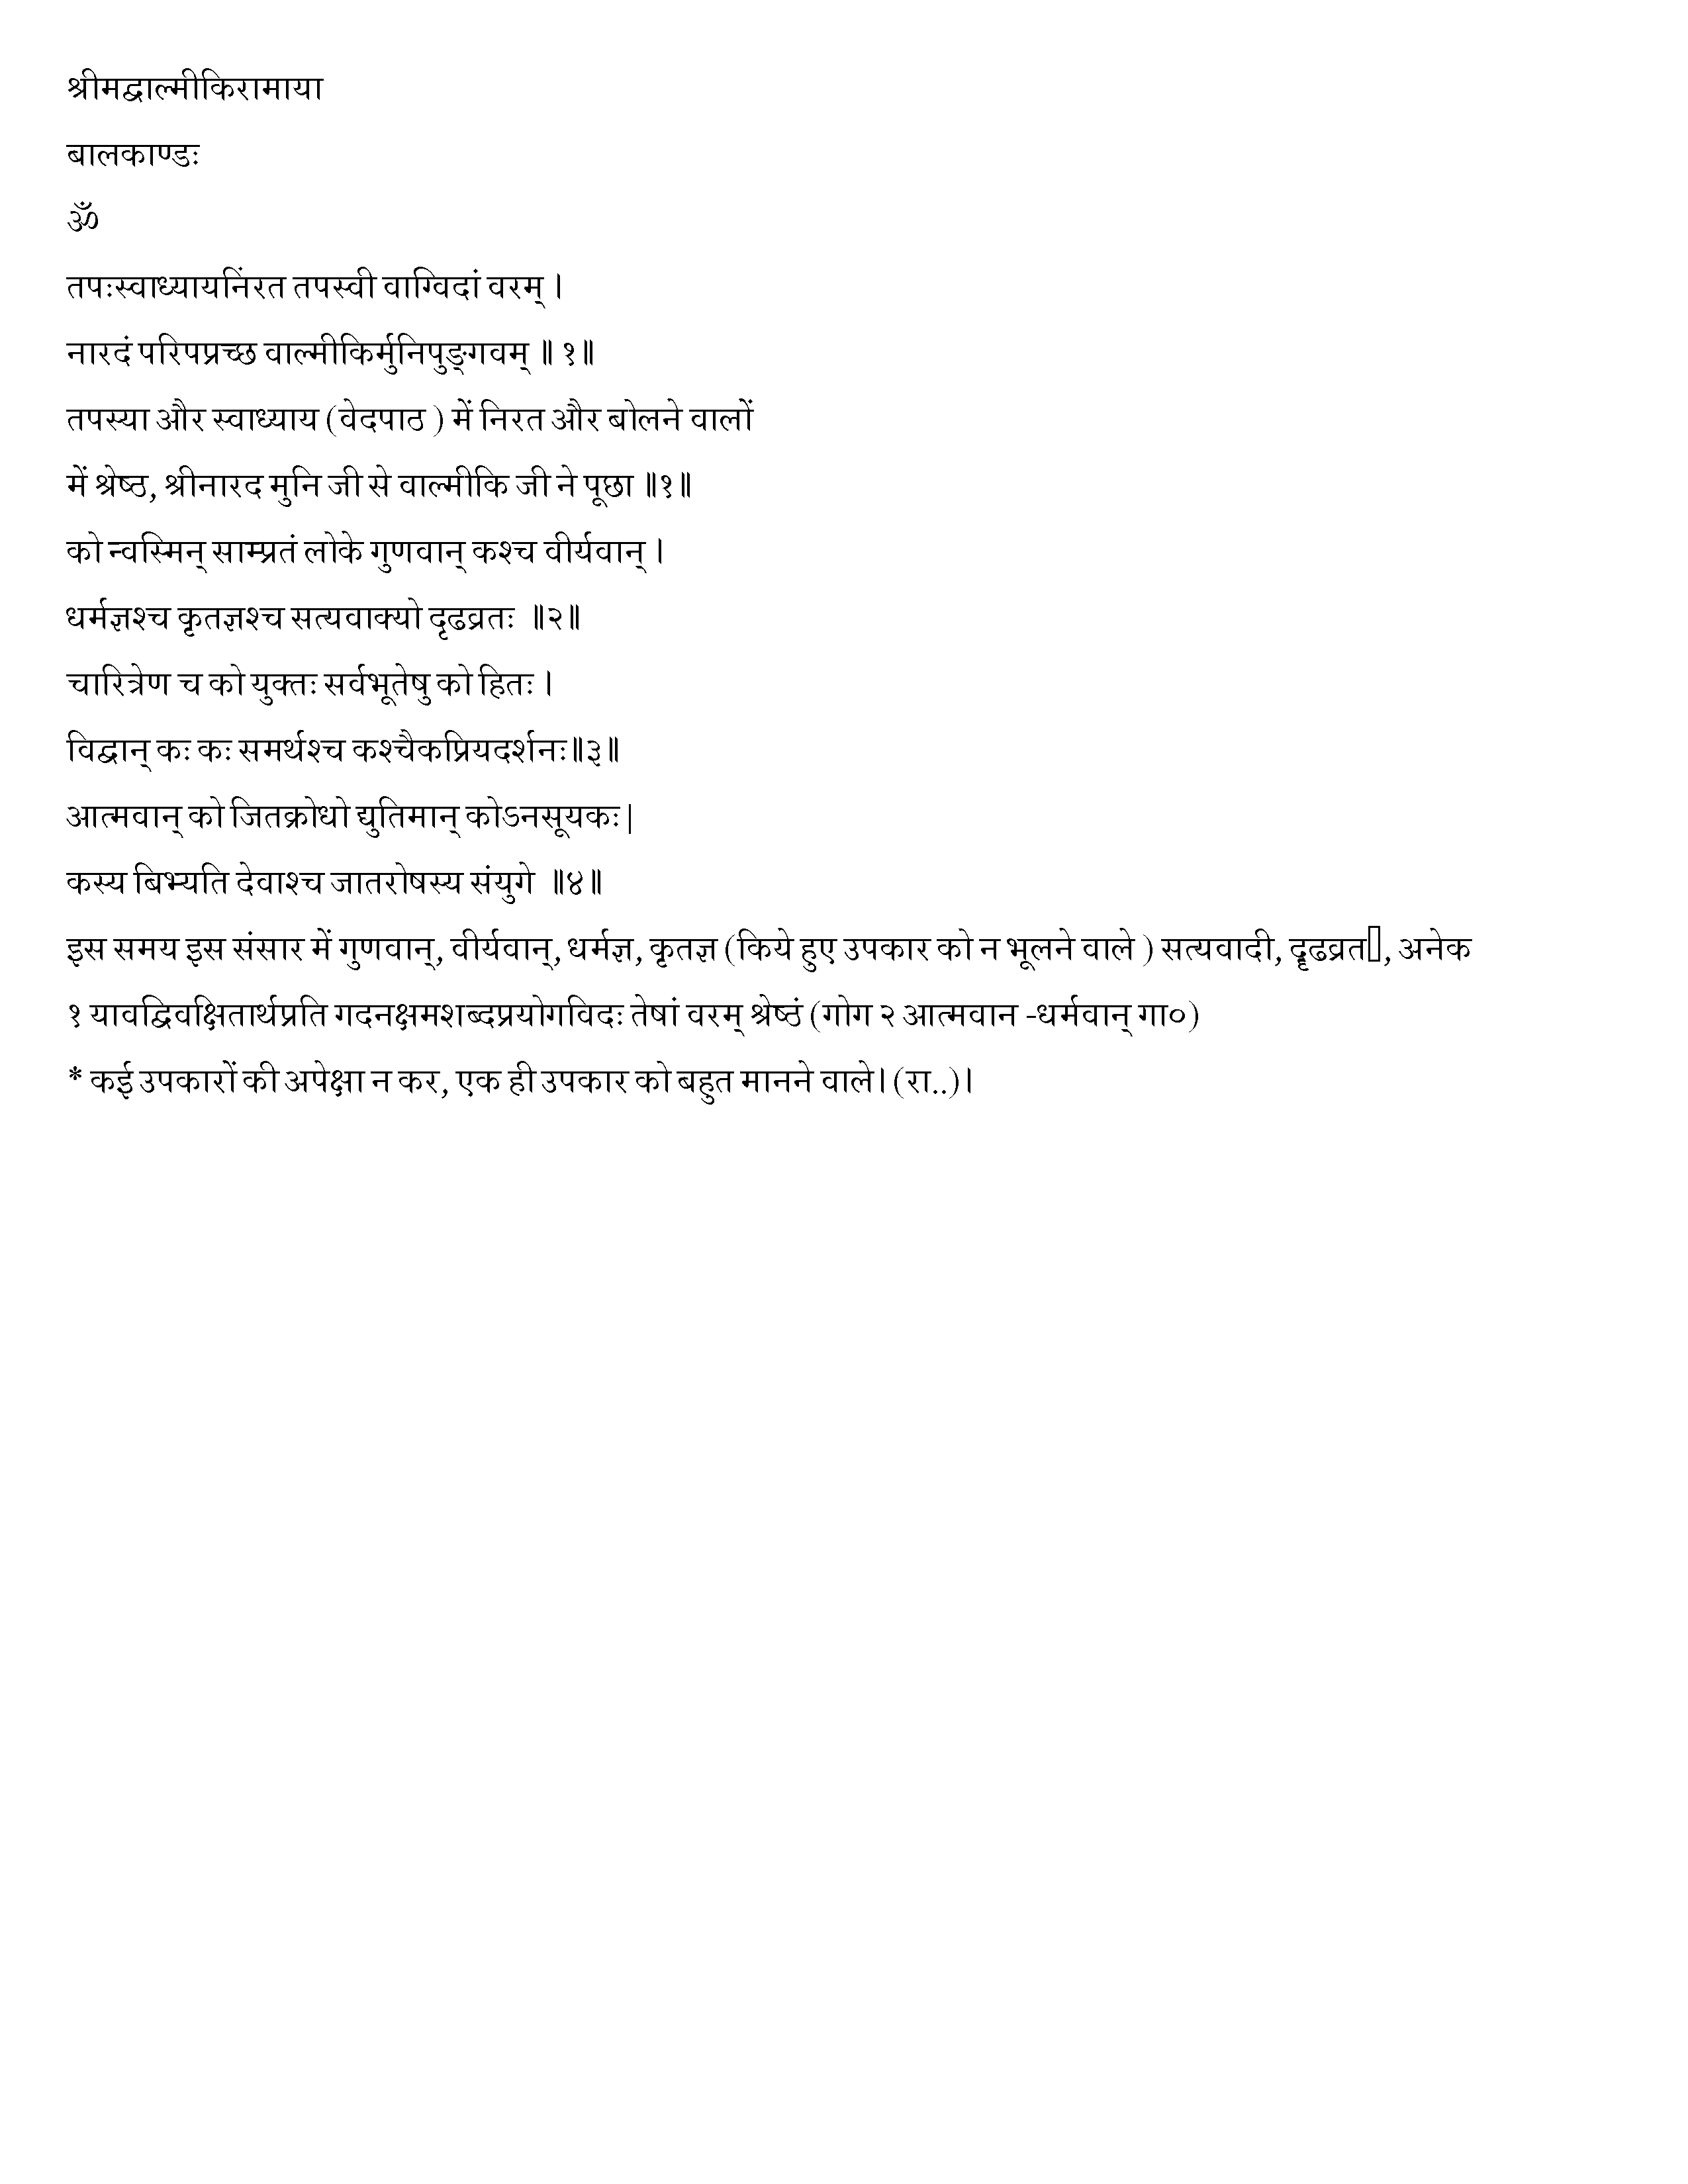 श्रीमद्वाल्मीकिरामाया
बालकाण्डः
ॐ
तपःस्वाध्यायनिंरत तपस्वी वाग्विदां वरम् ।
नारदं परिपप्रच्छ वाल्मीकिर्मुनिपुङ्गवम् ॥ १॥
तपस्या और स्वाध्याय (वेदपाठ ) में निरत और बोलने वालों
में श्रेष्ठ, श्रीनारद मुनि जी से वाल्मीकि जी ने पूछा ॥१॥
को न्वस्मिन् साम्प्रतं लोके गुणवान् कश्च वीर्यवान् ।
धर्मज्ञश्च कृतज्ञश्च सत्यवाक्यो दृढव्रतः ॥२॥
चारित्रेण च को युक्तः सर्वभूतेषु को हितः ।
विद्वान् कः कः समर्थश्च कश्चैकप्रियदर्शनः॥३॥
आत्मवान् को जितक्रोधो द्युतिमान् कोऽनसूयकः|
कस्य बिभ्यति देवाश्च जातरोषस्य संयुगे ॥४॥
इस समय इस संसार में गुणवान्, वीर्यवान्, धर्मज्ञ, कृतज्ञ (किये हुए उपकार को न भूलने वाले ) सत्यवादी, दृढव्रत, अनेक
१ यावद्विवक्षितार्थप्रति गदनक्षमशब्दप्रयोगविदः तेषां वरम् श्रेष्ठं (गोग २ आत्मवान -धर्मवान् गा०)
* कई उपकारों की अपेक्षा न कर, एक ही उपकार को बहुत मानने वाले। (रा..)।